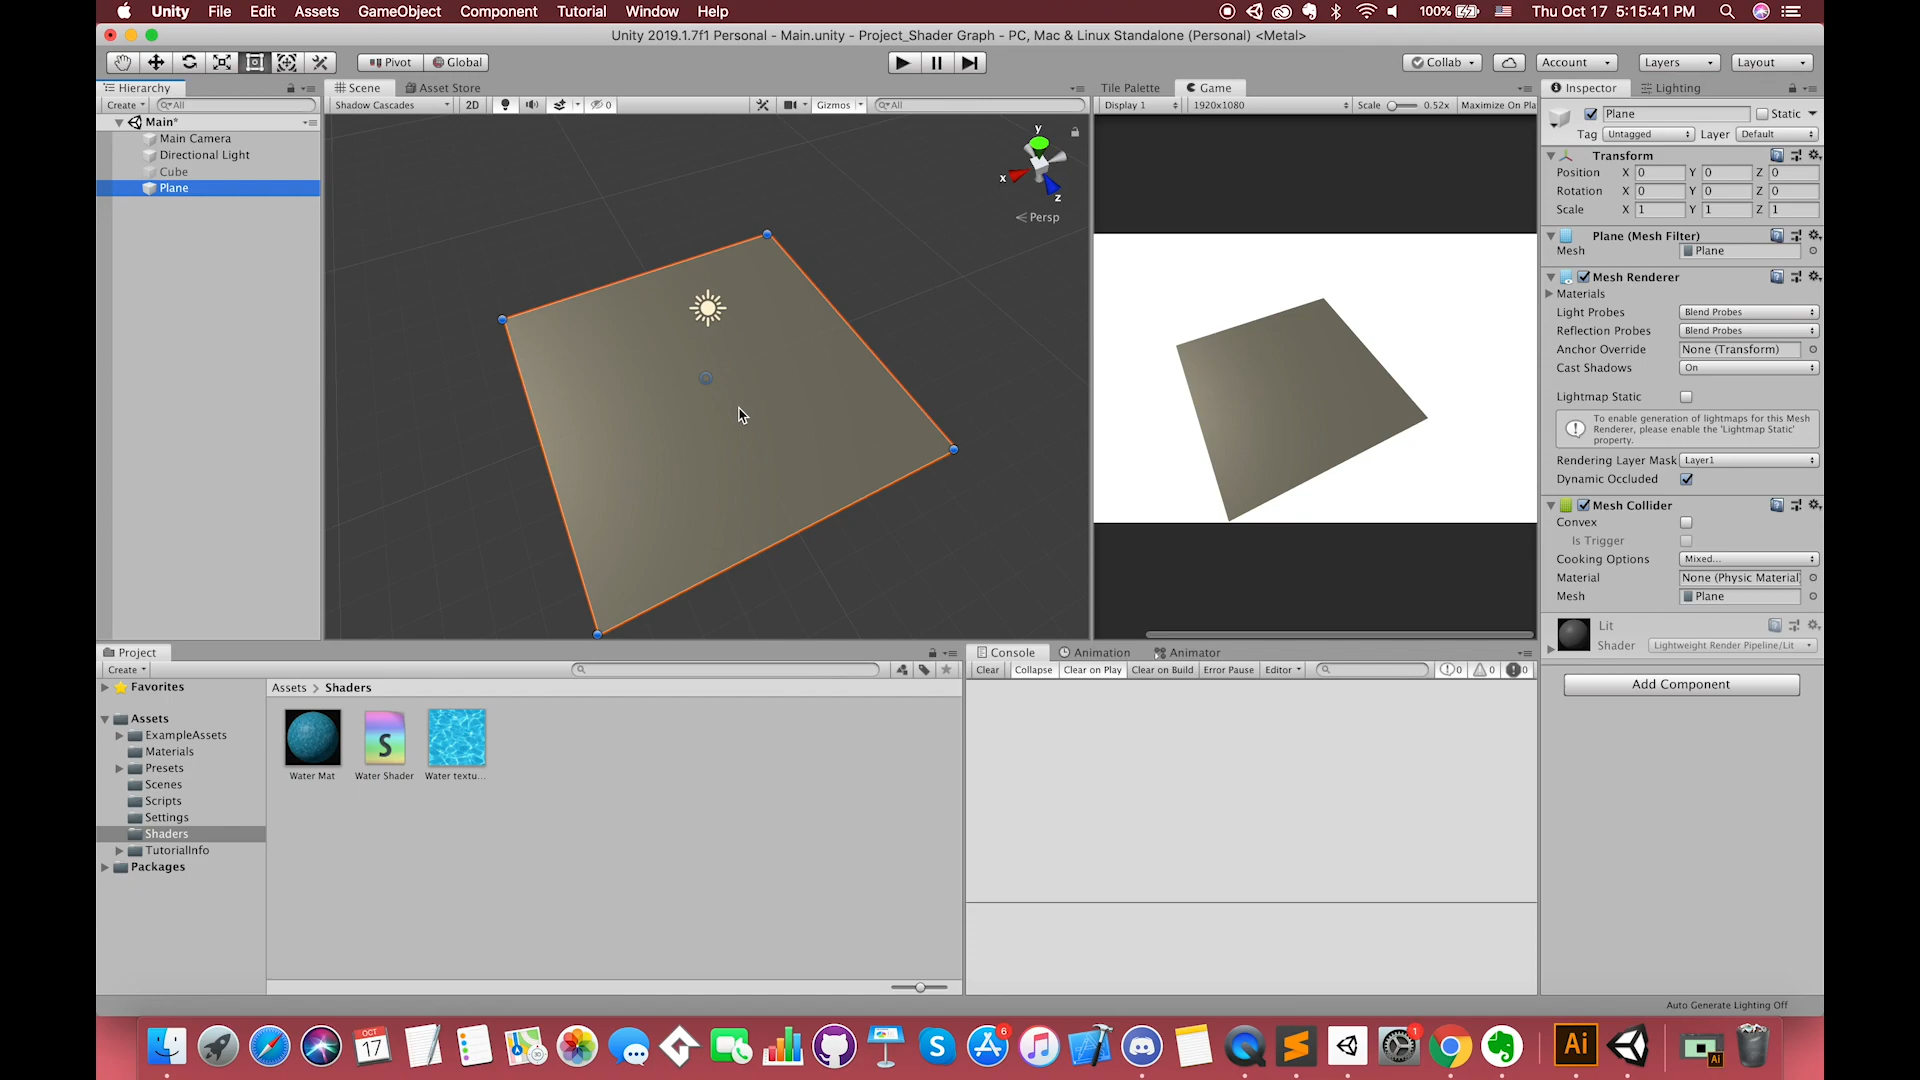 Unity File Edit Assets GameObject Component Tutorial Window Help 100% Thu Oct 17 5:15:41 PM
Unity 2019.1.7f1 Personal - Main.unity - Project_Shader Graph - PC, Mac & Linux Standalone (Personal) <Metal>
Pivot Global Collab Account Layers Layout
Hierarchy
Create All
Main*
Main Camera
Directional Light
Cube
Plane
Scene Asset Store
Shadow Cascades 2D 0 Gizmos All
y
x
z
Persp
Tile Palette Game
Display 1 1920x1080 Scale 0.52x Maximize On Pla
Inspector Lighting
Plane Static
Tag Untagged Layer Default
Transform
Position X 0 Y 0 Z 0
Rotation X 0 Y 0 Z 0
Scale X 1 Y 1 Z 1
Plane (Mesh Filter)
Mesh Plane
Mesh Renderer
Materials
Light Probes Blend Probes
Reflection Probes Blend Probes
Anchor Override None (Transform)
Cast Shadows On
Lightmap Static
To enable generation of lightmaps for this Mesh
Renderer, please enable the 'Lightmap Static'
property.
Rendering Layer Mask Layer1
Dynamic Occluded
Mesh Collider
Convex
Is Trigger
Cooking Options Mixed...
Material None (Physic Material)
Mesh Plane
Lit
Shader Lightweight Render Pipeline/Lit
Add Component
Project
Create
Favorites
Assets
ExampleAssets
Materials
Presets
Scenes
Scripts
Settings
Shaders
TutorialInfo
Packages
Assets > Shaders
S
Water Mat Water Shader Water textu...
Console Animation Animator
Clear Collapse Clear on Play Clear on Build Error Pause Editor 0 0 0
Auto Generate Lighting Off
OCT
17
6
S
1
Ai
Ai